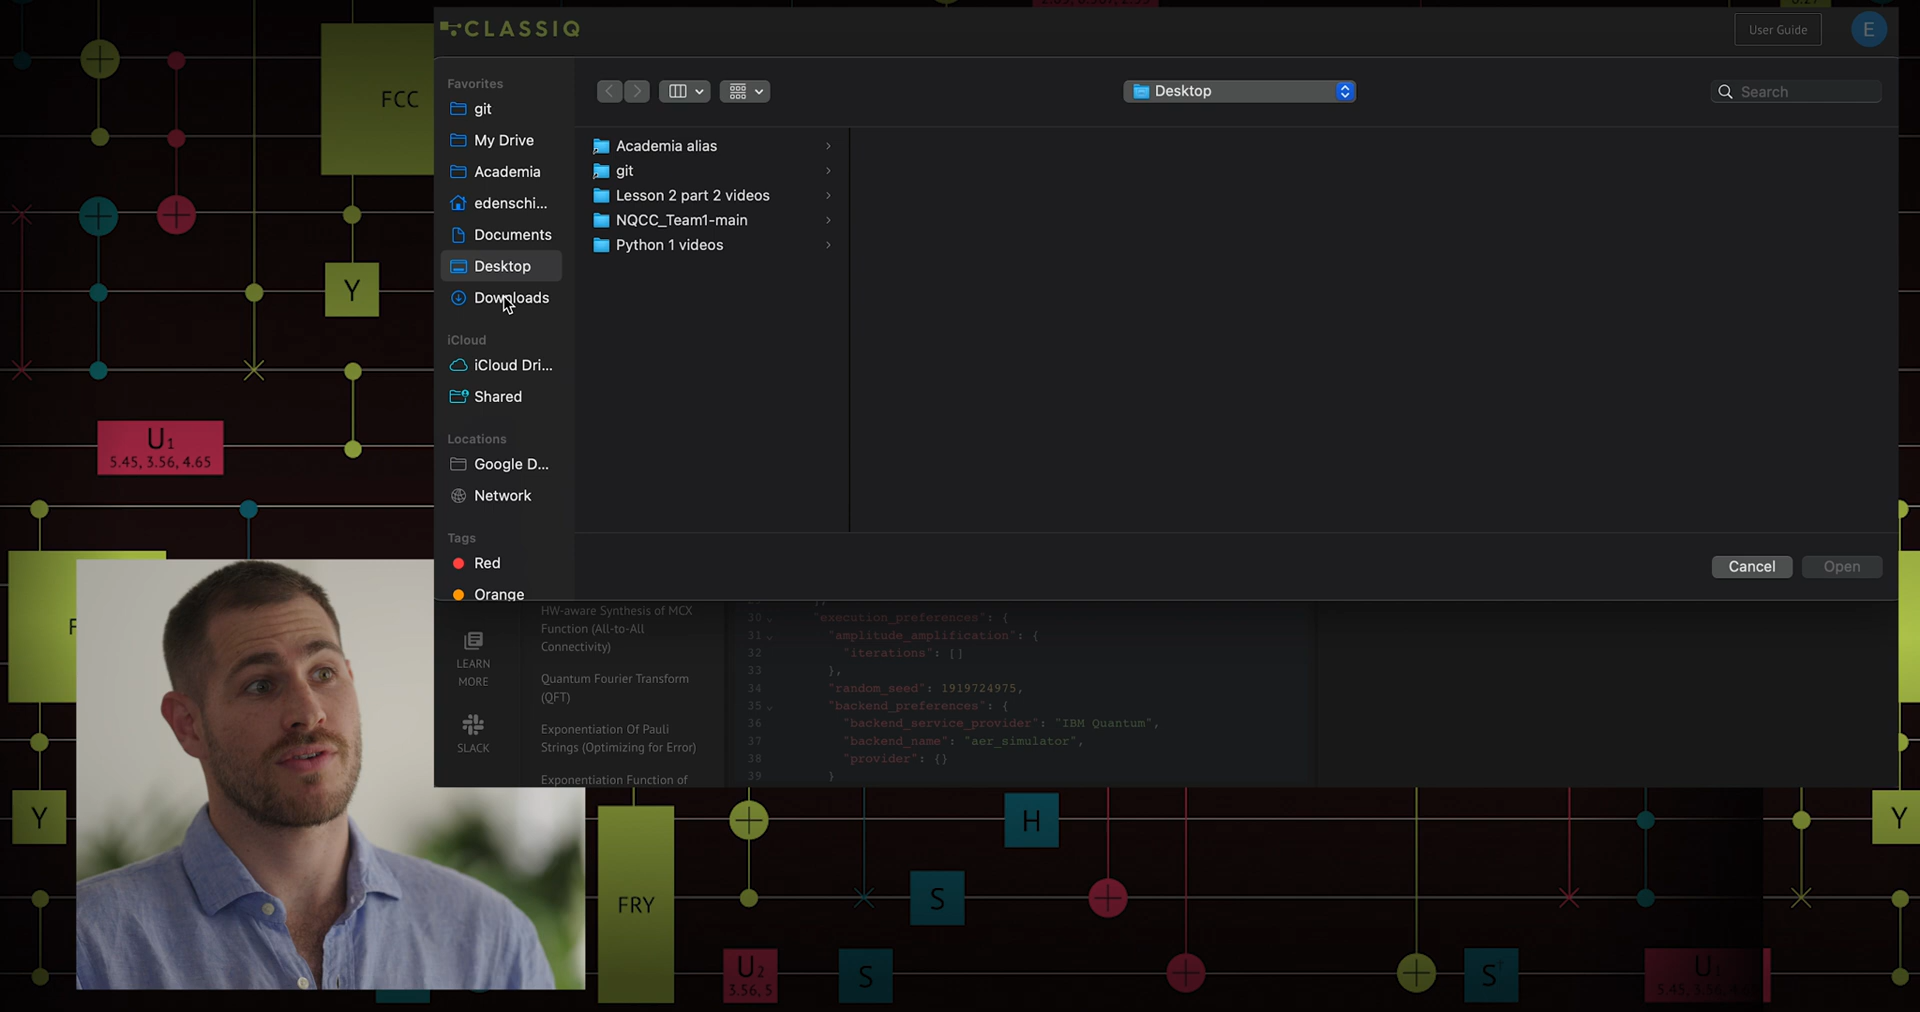 FCC
CLASSIQ
User Guide
E
Favorites
git
My Drive
Academia
edenschi...
Documents
Desktop
Downloads
iCloud
iCloud Dri...
Shared
Locations
Google D...
Network
Tags
Red
Orange
Desktop
Search
Academia alias
git
Lesson 2 part 2 videos
NQCC_Team1-main
Python 1 videos
Cancel
Open
Y
U1
5.45, 3.56, 4.65
F
LEARN
MORE
SLACK
HW-aware Synthesis of MCX
Function (All-to-All
Connectivity)
Quantum Fourier Transform
(QFT)
Exponentiation Of Pauli
Strings (Optimizing for Error)
Exponentiation Function of
30 "execution_preferences": {
31 "amplitude_amplification": {
32 "iterations": []
33 },
34 "random_seed": 1919724975,
35 "backend_preferences": {
36 "backend_service_provider": "IBM Quantum",
37 "backend_name": "aer_simulator",
38 "provider": {}
39 }
Y
H
Y
S
FRY
U2
3.56, 5
S
S†